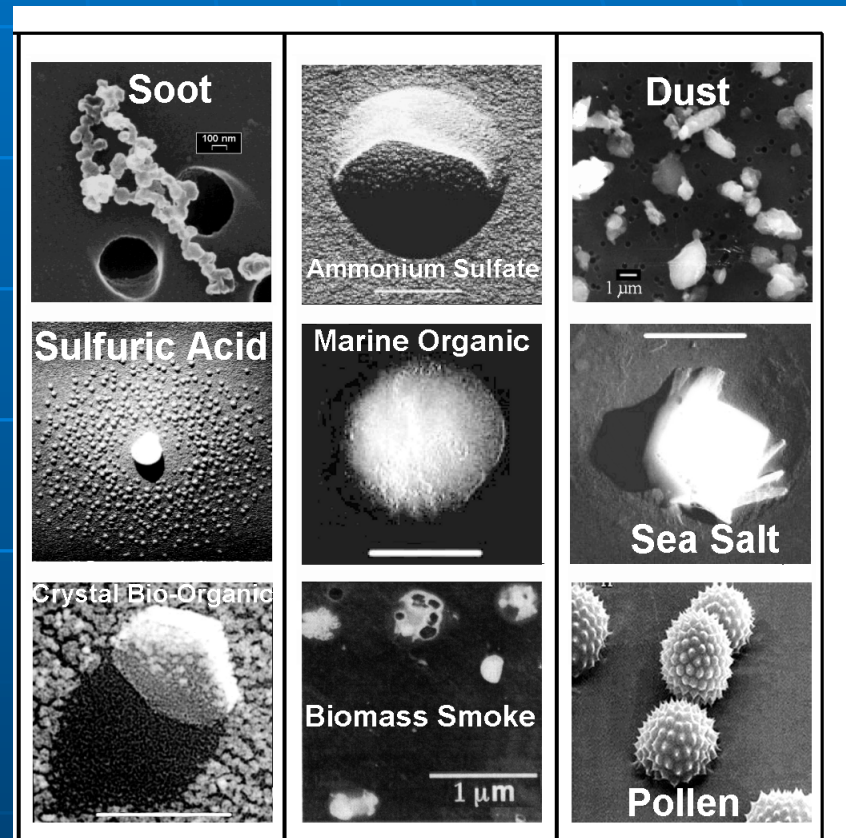 Soot
100 nm
Ammonium Sulfate
Dust
1 μm
Sulfuric Acid
Marine Organic
Sea Salt
Crystal Bio-Organic
Biomass Smoke
1 μm
Pollen